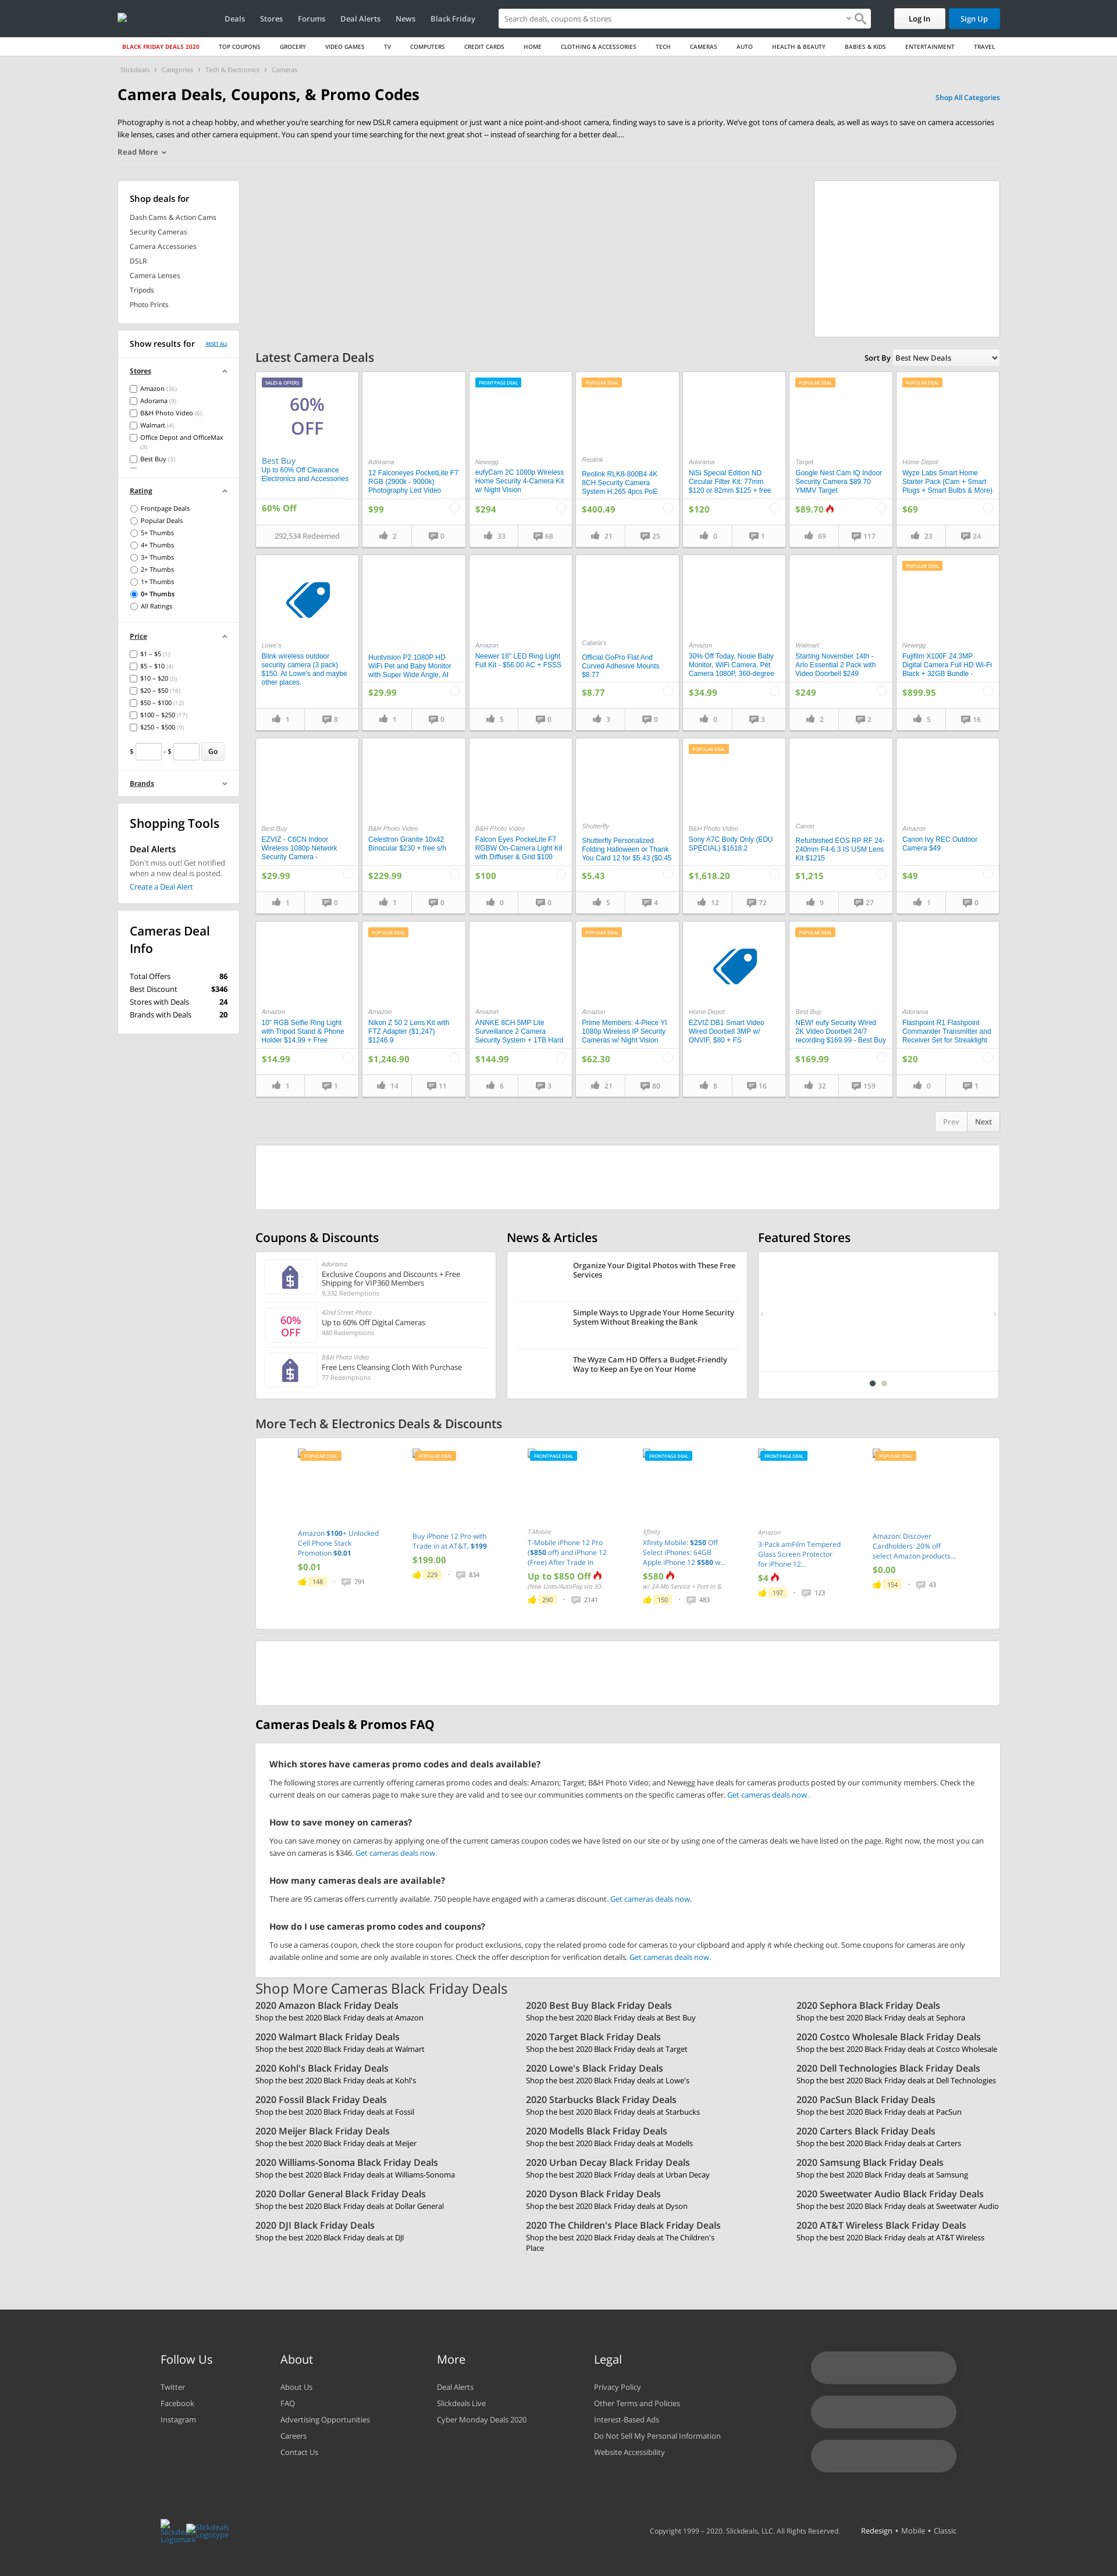 Deals Stores Forums Deal Alerts News Black Friday Search deals, coupons & stores Log In Sign Up
BLACK FRIDAY DEALS 2020 TOP COUPONS GROCERY VIDEO GAMES TV COMPUTERS CREDIT CARDS HOME CLOTHING & ACCESSORIES TECH CAMERAS AUTO HEALTH & BEAUTY BABIES & KIDS ENTERTAINMENT TRAVEL
Slickdeals › Categories › Tech & Electronics › Cameras
Camera Deals, Coupons, & Promo Codes
Shop All Categories
Photography is not a cheap hobby, and whether you're searching for new DSLR camera equipment or just want a nice point-and-shoot camera, finding ways to save is a priority. We've got tons of camera deals, as well as ways to save on camera accessories
like lenses, cases and other camera equipment. You can spend your time searching for the next great shot -- instead of searching for a better deal....
Read More
Shop deals for
Dash Cams & Action Cams
Security Cameras
Camera Accessories
DSLR
Camera Lenses
Tripods
Photo Prints
Show results for RESET ALL
Stores
Amazon (36)
Adorama (9)
B&H Photo Video (6)
Walmart (4)
Office Depot and OfficeMax
(3)
Best Buy (3)
Rating
Frontpage Deals
Popular Deals
5+ Thumbs
4+ Thumbs
3+ Thumbs
2+ Thumbs
1+ Thumbs
0+ Thumbs
All Ratings
Price
$1 – $5 (1)
$5 – $10 (4)
$10 – $20 (5)
$20 – $50 (16)
$50 – $100 (12)
$100 – $250 (17)
$250 – $500 (9)
$ - $ Go
Brands
Shopping Tools
Deal Alerts
Don't miss out! Get notified
when a new deal is posted.
Create a Deal Alert
Cameras Deal
Info
Total Offers 86
Best Discount $346
Stores with Deals 24
Brands with Deals 20
Latest Camera Deals
Sort By Best New Deals
SALES & OFFERS
60%
OFF
Best Buy
Up to 60% Off Clearance
Electronics and Accessories
60% Off
292,534 Redeemed
Adorama
12 Falconeyes PocketLite F7
RGB (2900k - 9000k)
Photography Led Video
$99
2 0
FRONTPAGE DEAL
Newegg
eufyCam 2C 1080p Wireless
Home Security 4-Camera Kit
w/ Night Vision
$294
33 68
POPULAR DEAL
Reolink
Reolink RLK8-800B4 4K
8CH Security Camera
System H.265 4pcs PoE
$400.49
21 25
Adorama
NiSi Special Edition ND
Circular Filter Kit: 77mm
$120 or 82mm $125 + free
$120
0 1
POPULAR DEAL
Target
Google Nest Cam IQ Indoor
Security Camera $89.70
YMMV Target
$89.70
69 117
POPULAR DEAL
Home Depot
Wyze Labs Smart Home
Starter Pack (Cam + Smart
Plugs + Smart Bulbs & More)
$69
23 24
Lowe's
Blink wireless outdoor
security camera (3 pack)
$150. At Lowe's and maybe
other places.
1 8
Huntvision P2 1080P HD
WiFi Pet and Baby Monitor
with Super Wide Angle, AI
$29.99
1 0
Amazon
Neewer 18" LED Ring Light
Full Kit - $56.00 AC + FSSS
5 0
Cabela's
Official GoPro Flat And
Curved Adhesive Mounts
$8.77
$8.77
3 0
Amazon
30% Off Today, Nooie Baby
Monitor, WiFi Camera, Pet
Camera 1080P, 360-degree
$34.99
0 3
Walmart
Starting November 14th -
Arlo Essential 2 Pack with
Video Doorbell $249
$249
2 2
POPULAR DEAL
Newegg
Fujifilm X100F 24.3MP
Digital Camera Full HD Wi-Fi
Black + 32GB Bundle -
$899.95
5 16
Best Buy
EZVIZ - C6CN Indoor
Wireless 1080p Network
Security Camera -
$29.99
1 0
B&H Photo Video
Celestron Granite 10x42
Binocular $230 + free s/h
$229.99
1 0
B&H Photo Video
Falcon Eyes PockeLite F7
RGBW On-Camera Light Kit
with Diffuser & Grid $100
$100
0 0
Shutterfly
Shutterfly Personalized
Folding Halloween or Thank
You Card 12 for $5.43 ($0.45
$5.43
5 4
POPULAR DEAL
B&H Photo Video
Sony A7C Body Only (EDU
SPECIAL) $1618.2
$1,618.20
12 72
Canon
Refurbished EOS RP RF 24-
240mm F4-6.3 IS USM Lens
Kit $1215
$1,215
9 27
Amazon
Canon Ivy REC Outdoor
Camera $49
$49
1 0
Amazon
10" RGB Selfie Ring Light
with Tripod Stand & Phone
Holder $14.99 + Free
$14.99
1 1
POPULAR DEAL
Amazon
Nikon Z 50 2 Lens Kit with
FTZ Adapter ($1,247)
$1246.9
$1,246.90
14 11
Amazon
ANNKE 8CH 5MP Lite
Surveillance 2 Camera
Security System + 1TB Hard
$144.99
6 3
POPULAR DEAL
Amazon
Prime Members: 4-Piece YI
1080p Wireless IP Security
Cameras w/ Night Vision
$62.30
21 80
Home Depot
EZVIZ DB1 Smart Video
Wired Doorbell 3MP w/
ONVIF, $80 + FS
8 16
POPULAR DEAL
Best Buy
NEW! eufy Security Wired
2K Video Doorbell 24/7
recording $169.99 - Best Buy
$169.99
32 159
Adorama
Flashpoint R1 Flashpoint
Commander Transmitter and
Receiver Set for Streaklight
$20
0 1
Prev Next
Coupons & Discounts
Adorama
Exclusive Coupons and Discounts + Free
Shipping for VIP360 Members
9,332 Redemptions
60%
OFF
42nd Street Photo
Up to 60% Off Digital Cameras
480 Redemptions
B&H Photo Video
Free Lens Cleansing Cloth With Purchase
77 Redemptions
News & Articles
Organize Your Digital Photos with These Free
Services
Simple Ways to Upgrade Your Home Security
System Without Breaking the Bank
The Wyze Cam HD Offers a Budget-Friendly
Way to Keep an Eye on Your Home
Featured Stores
More Tech & Electronics Deals & Discounts
POPULAR DEAL
Amazon $100+ Unlocked
Cell Phone Stack
Promotion $0.01
$0.01
148 · 791
POPULAR DEAL
Buy iPhone 12 Pro with
Trade in at AT&T, $199
$199.00
229 · 834
FRONTPAGE DEAL
T-Mobile
T-Mobile iPhone 12 Pro
($850 off) and iPhone 12
(Free) After Trade In
Up to $850 Off
(New Lines/AutoPay via 30-
290 · 2141
FRONTPAGE DEAL
Xfinity
Xfinity Mobile: $250 Off
Select iPhones: 64GB
Apple iPhone 12 $580 w...
$580
w/ 24-Mo Service + Port-In &
150 · 483
FRONTPAGE DEAL
Amazon
3-Pack amFilm Tempered
Glass Screen Protector
for iPhone 12...
$4
197 · 123
POPULAR DEAL
Amazon: Discover
Cardholders: 20% off
select Amazon products...
$0.00
154 · 43
Cameras Deals & Promos FAQ
Which stores have cameras promo codes and deals available?
The following stores are currently offering cameras promo codes and deals: Amazon; Target; B&H Photo Video; and Newegg have deals for cameras products posted by our community members. Check the
current deals on our cameras page to make sure they are valid and to see our communities comments on the specific cameras offer. Get cameras deals now.
How to save money on cameras?
You can save money on cameras by applying one of the current cameras coupon codes we have listed on our site or by using one of the cameras deals we have listed on the page. Right now, the most you can
save on cameras is $346. Get cameras deals now.
How many cameras deals are available?
There are 95 cameras offers currently available. 750 people have engaged with a cameras discount. Get cameras deals now.
How do I use cameras promo codes and coupons?
To use a cameras coupon, check the store coupon for product exclusions, copy the related promo code for cameras to your clipboard and apply it while checking out. Some coupons for cameras are only
available online and some are only available in stores. Check the offer description for verification details. Get cameras deals now.
Shop More Cameras Black Friday Deals
2020 Amazon Black Friday Deals
Shop the best 2020 Black Friday deals at Amazon
2020 Best Buy Black Friday Deals
Shop the best 2020 Black Friday deals at Best Buy
2020 Sephora Black Friday Deals
Shop the best 2020 Black Friday deals at Sephora
2020 Walmart Black Friday Deals
Shop the best 2020 Black Friday deals at Walmart
2020 Target Black Friday Deals
Shop the best 2020 Black Friday deals at Target
2020 Costco Wholesale Black Friday Deals
Shop the best 2020 Black Friday deals at Costco Wholesale
2020 Kohl's Black Friday Deals
Shop the best 2020 Black Friday deals at Kohl's
2020 Lowe's Black Friday Deals
Shop the best 2020 Black Friday deals at Lowe's
2020 Dell Technologies Black Friday Deals
Shop the best 2020 Black Friday deals at Dell Technologies
2020 Fossil Black Friday Deals
Shop the best 2020 Black Friday deals at Fossil
2020 Starbucks Black Friday Deals
Shop the best 2020 Black Friday deals at Starbucks
2020 PacSun Black Friday Deals
Shop the best 2020 Black Friday deals at PacSun
2020 Meijer Black Friday Deals
Shop the best 2020 Black Friday deals at Meijer
2020 Modells Black Friday Deals
Shop the best 2020 Black Friday deals at Modells
2020 Carters Black Friday Deals
Shop the best 2020 Black Friday deals at Carters
2020 Williams-Sonoma Black Friday Deals
Shop the best 2020 Black Friday deals at Williams-Sonoma
2020 Urban Decay Black Friday Deals
Shop the best 2020 Black Friday deals at Urban Decay
2020 Samsung Black Friday Deals
Shop the best 2020 Black Friday deals at Samsung
2020 Dollar General Black Friday Deals
Shop the best 2020 Black Friday deals at Dollar General
2020 Dyson Black Friday Deals
Shop the best 2020 Black Friday deals at Dyson
2020 Sweetwater Audio Black Friday Deals
Shop the best 2020 Black Friday deals at Sweetwater Audio
2020 DJI Black Friday Deals
Shop the best 2020 Black Friday deals at DJI
2020 The Children's Place Black Friday Deals
Shop the best 2020 Black Friday deals at The Children's
Place
2020 AT&T Wireless Black Friday Deals
Shop the best 2020 Black Friday deals at AT&T Wireless
Follow Us
Twitter
Facebook
Instagram
About
About Us
FAQ
Advertising Opportunities
Careers
Contact Us
More
Deal Alerts
Slickdeals Live
Cyber Monday Deals 2020
Legal
Privacy Policy
Other Terms and Policies
Interest-Based Ads
Do Not Sell My Personal Information
Website Accessibility
Slickdeals
Logomark
Slickdeals
Logotype
Copyright 1999 – 2020. Slickdeals, LLC. All Rights Reserved. Redesign • Mobile • Classic